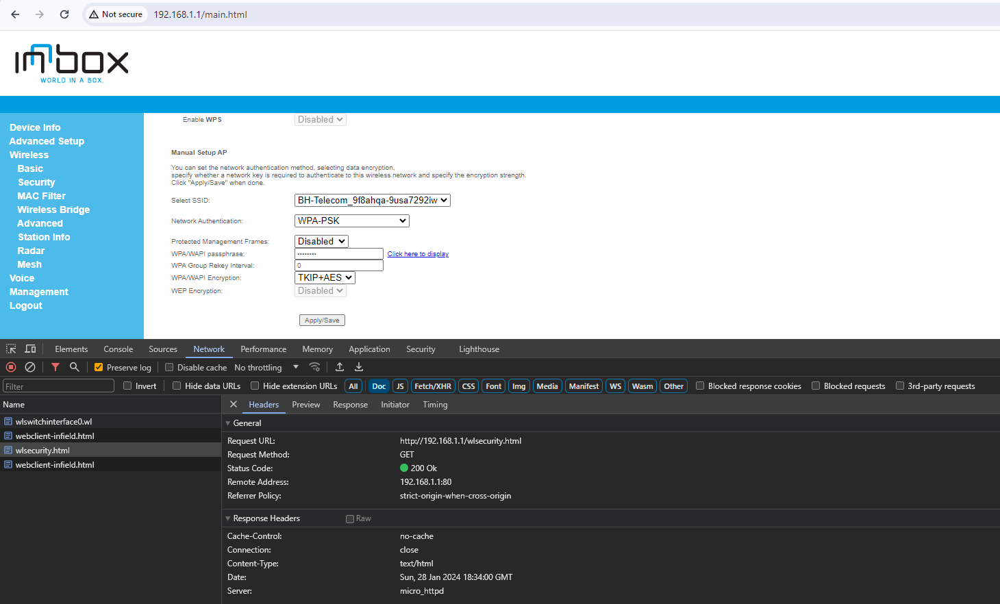 Not secure 192.168.1.1/main.html
innbox
WORLD IN A BOX.
Device Info
Advanced Setup
Wireless
Basic
Security
MAC Filter
Wireless Bridge
Advanced
Station Info
Radar
Mesh
Voice
Management
Logout
Enable WPS Disabled
Manual Setup AP
You can set the network authentication method, selecting data encryption,
specify whether a network key is required to authenticate to this wireless network and specify the encryption strength.
Click "Apply/Save" when done.
Select SSID: BH-Telecom_9f8ahqa-9usa7292iw
Network Authentication: WPA-PSK
Protected Management Frames: Disabled
WPA/WAPI passphrase: •••••••• Click here to display
WPA Group Rekey Interval: 0
WPA/WAPI Encryption: TKIP+AES
WEP Encryption: Disabled
Apply/Save
Elements Console Sources Network Performance Memory Application Security Lighthouse
Preserve log Disable cache No throttling
Filter Invert Hide data URLs Hide extension URLs All Doc JS Fetch/XHR CSS Font Img Media Manifest WS Wasm Other Blocked response cookies Blocked requests 3rd-party requests
Name
wlswitchinterface0.wl
webclient-infield.html
wlsecurity.html
webclient-infield.html
Headers Preview Response Initiator Timing
General
Request URL: http://192.168.1.1/wlsecurity.html
Request Method: GET
Status Code: 200 Ok
Remote Address: 192.168.1.1:80
Referrer Policy: strict-origin-when-cross-origin
Response Headers Raw
Cache-Control: no-cache
Connection: close
Content-Type: text/html
Date: Sun, 28 Jan 2024 18:34:00 GMT
Server: micro_httpd